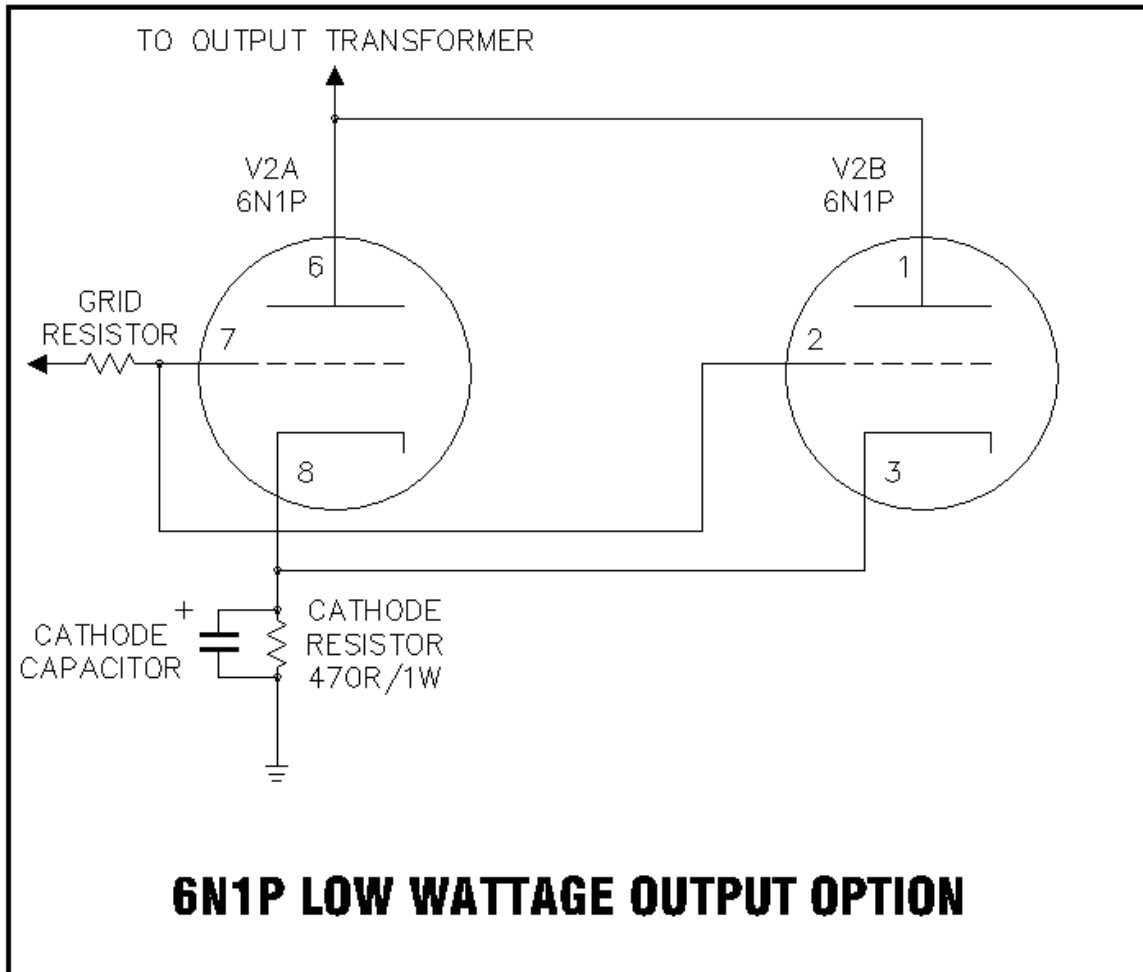 TO OUTPUT TRANSFORMER
V2A
6N1P
V2B
6N1P
6
1
GRID
RESISTOR
7
2
8
3
+
CATHODE
CAPACITOR
CATHODE
RESISTOR
470R/1W
6N1P LOW WATTAGE OUTPUT OPTION